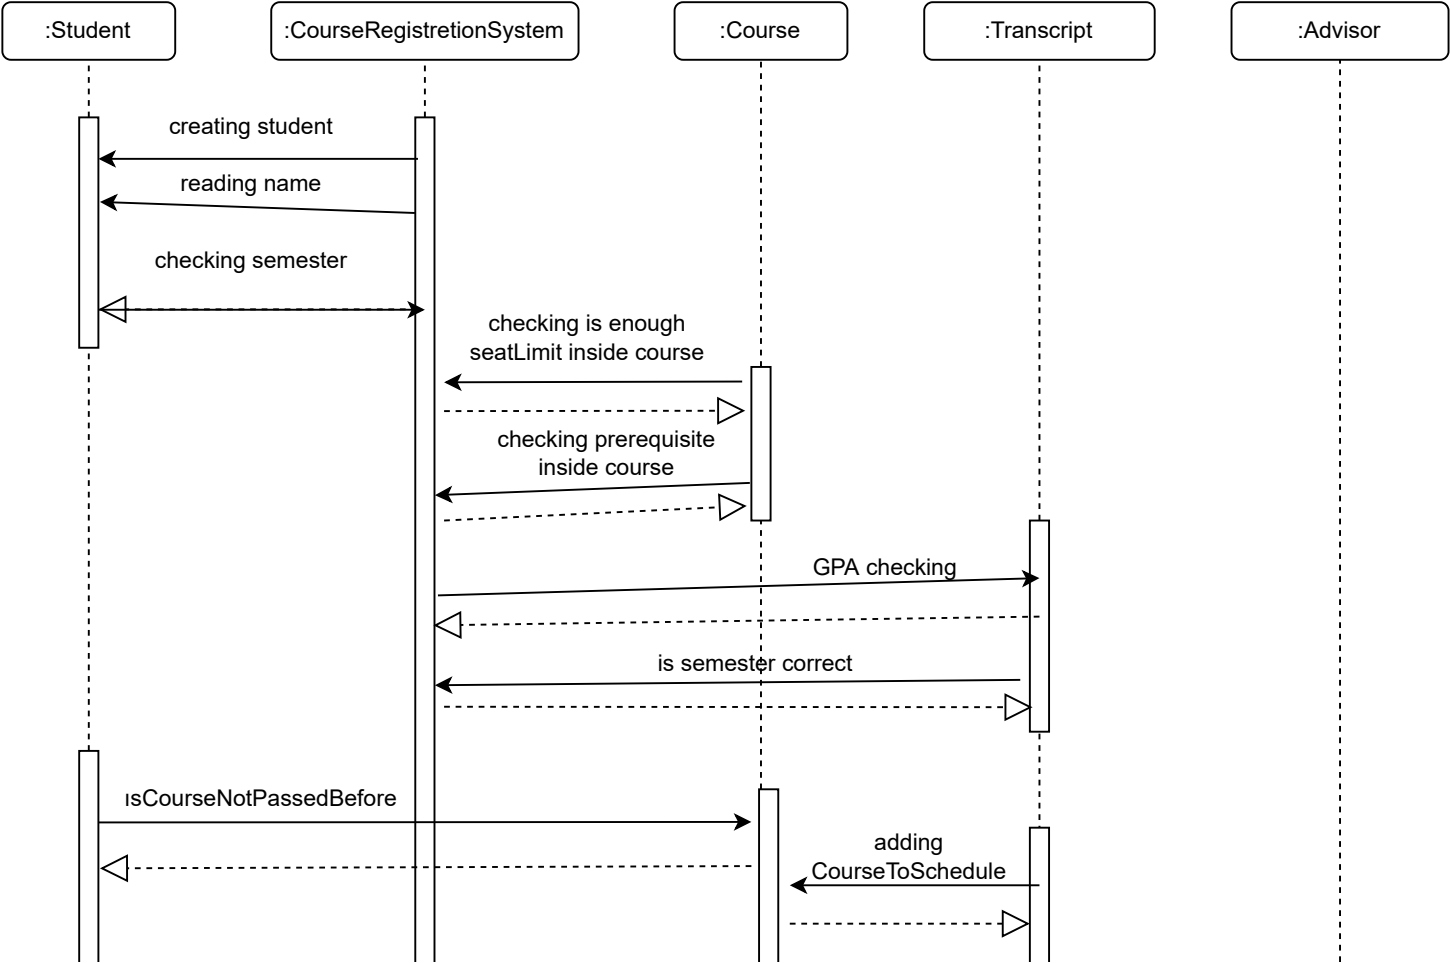 :Student
:CourseRegistretionSystem
:Course
:Transcript
:Advisor
creating student
reading name
checking semester
checking is enough
seatLimit inside course
checking prerequisite
inside course
GPA checking
is semester correct
ısCourseNotPassedBefore
adding
CourseToSchedule